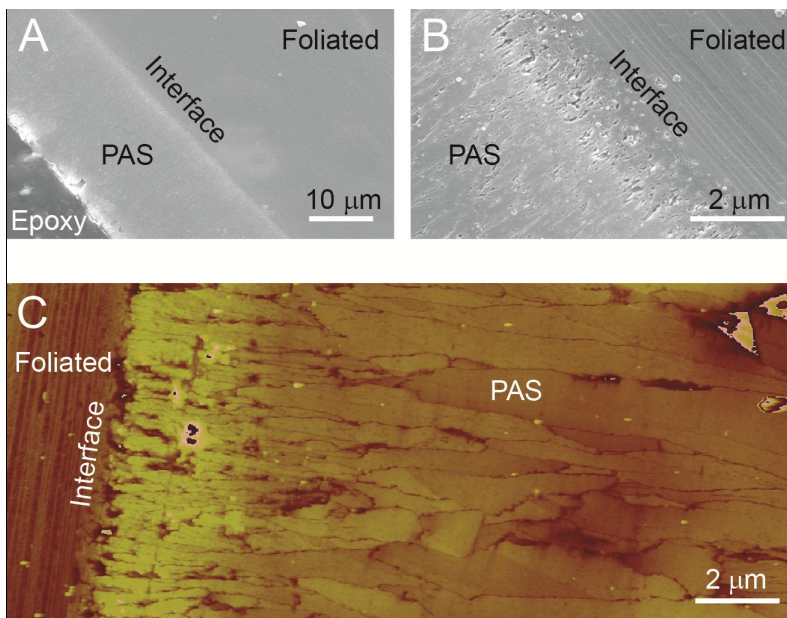 A
Foliated
Interface
PAS
Epoxy
10 μm
B
Foliated
Interface
PAS
2 μm
C
Foliated
Interface
PAS
2 μm